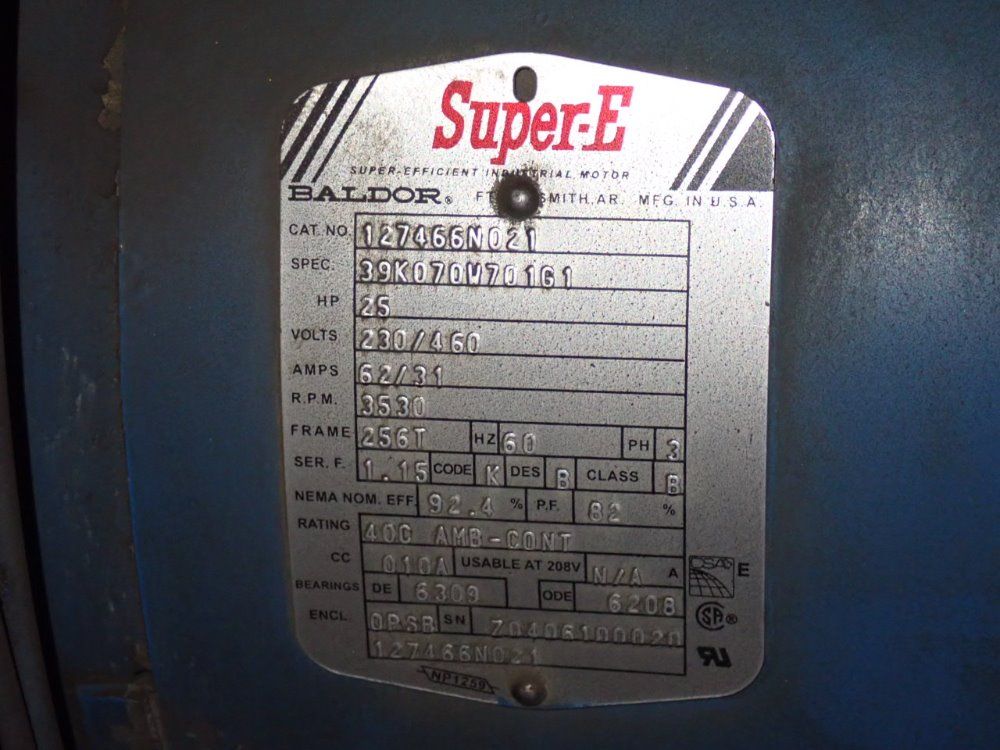 Super-E
SUPER-EFFICIENT INDUSTRIAL MOTOR
BALDOR® FT SMITH, AR. MFG. IN U.S.A.
CAT. NO. 127466N021
SPEC. 39K070W701G1
HP 25
VOLTS 230/460
AMPS 62/31
R.P.M. 3530
FRAME 256T HZ 60 PH 3
SER. F. 1.15 CODE K DES B CLASS B
NEMA NOM. EFF 92.4 % P.F. 82 %
RATING 40C AMB-CONT
CC 010A USABLE AT 208V N/A A
BEARINGS DE 6309 ODE 6208
ENCL OPSB SN Z0406100020
127466N021
NP1259
DSA E
SA ®